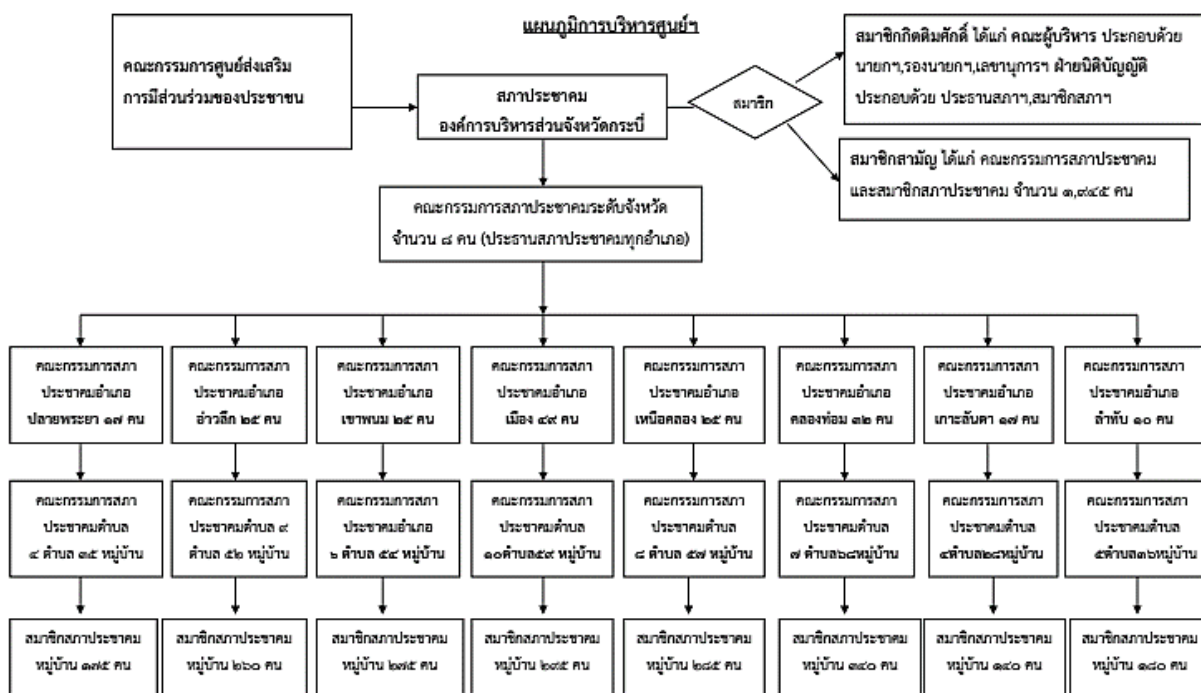 แผนภูมิการบริหารศูนย์ฯ
คณะกรรมการศูนย์ส่งเสริม
การมีส่วนร่วมของประชาชน
สภาประชาคม
องค์การบริหารส่วนจังหวัดกระบี่
สมาชิก
สมาชิกกิตติมศักดิ์ ได้แก่ คณะผู้บริหาร ประกอบด้วย
นายกฯ,รองนายกฯ,เลขานุการฯ ฝ่ายนิติบัญญัติ
ประกอบด้วย ประธานสภาฯ,สมาชิกสภาฯ
สมาชิกสามัญ ได้แก่ คณะกรรมการสภาประชาคม
และสมาชิกสภาประชาคม จำนวน ๑,๙๔๕ คน
คณะกรรมการสภาประชาคมระดับจังหวัด
จำนวน ๘ คน (ประธานสภาประชาคมทุกอำเภอ)
คณะกรรมการสภา
ประชาคมอำเภอ
ปลายพระยา ๑๗ คน
คณะกรรมการสภา
ประชาคมอำเภอ
อ่าวลึก ๒๕ คน
คณะกรรมการสภา
ประชาคมอำเภอ
เขาพนม ๒๕ คน
คณะกรรมการสภา
ประชาคมอำเภอ
เมือง ๔๙ คน
คณะกรรมการสภา
ประชาคมอำเภอ
เหนือคลอง ๒๕ คน
คณะกรรมการสภา
ประชาคมอำเภอ
คลองท่อม ๓๒ คน
คณะกรรมการสภา
ประชาคมอำเภอ
เกาะลันตา ๑๗ คน
คณะกรรมการสภา
ประชาคมอำเภอ
ลำทับ ๑๐ คน
คณะกรรมการสภา
ประชาคมตำบล
๔ ตำบล ๓๕ หมู่บ้าน
คณะกรรมการสภา
ประชาคมตำบล ๙
ตำบล ๕๒ หมู่บ้าน
คณะกรรมการสภา
ประชาคมอำเภอ
๖ ตำบล ๕๔ หมู่บ้าน
คณะกรรมการสภา
ประชาคมตำบล
๑๐ตำบล๕๙ หมู่บ้าน
คณะกรรมการสภา
ประชาคมตำบล
๘ ตำบล ๕๗ หมู่บ้าน
คณะกรรมการสภา
ประชาคมตำบล
๗ ตำบล๖๘หมู่บ้าน
คณะกรรมการสภา
ประชาคมตำบล
๔ตำบล๒๘หมู่บ้าน
คณะกรรมการสภา
ประชาคมตำบล
๕ตำบล๓๖หมู่บ้าน
สมาชิกสภาประชาคม
หมู่บ้าน ๑๗๕ คน
สมาชิกสภาประชาคม
หมู่บ้าน ๒๖๐ คน
สมาชิกสภาประชาคม
หมู่บ้าน ๒๗๕ คน
สมาชิกสภาประชาคม
หมู่บ้าน ๒๙๕ คน
สมาชิกสภาประชาคม
หมู่บ้าน ๒๘๕ คน
สมาชิกสภาประชาคม
หมู่บ้าน ๓๔๐ คน
สมาชิกสภาประชาคม
หมู่บ้าน ๑๔๐ คน
สมาชิกสภาประชาคม
หมู่บ้าน ๑๘๐ คน